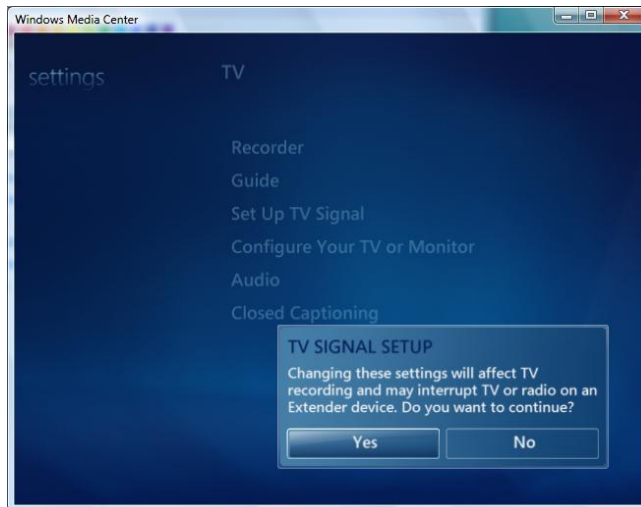 Windows Media Center
settings
TV
Recorder
Guide
Set Up TV Signal
Configure Your TV or Monitor
Audio
Closed Captioning
TV SIGNAL SETUP
Changing these settings will affect TV
recording and may interrupt TV or radio on an
Extender device. Do you want to continue?
Yes
No